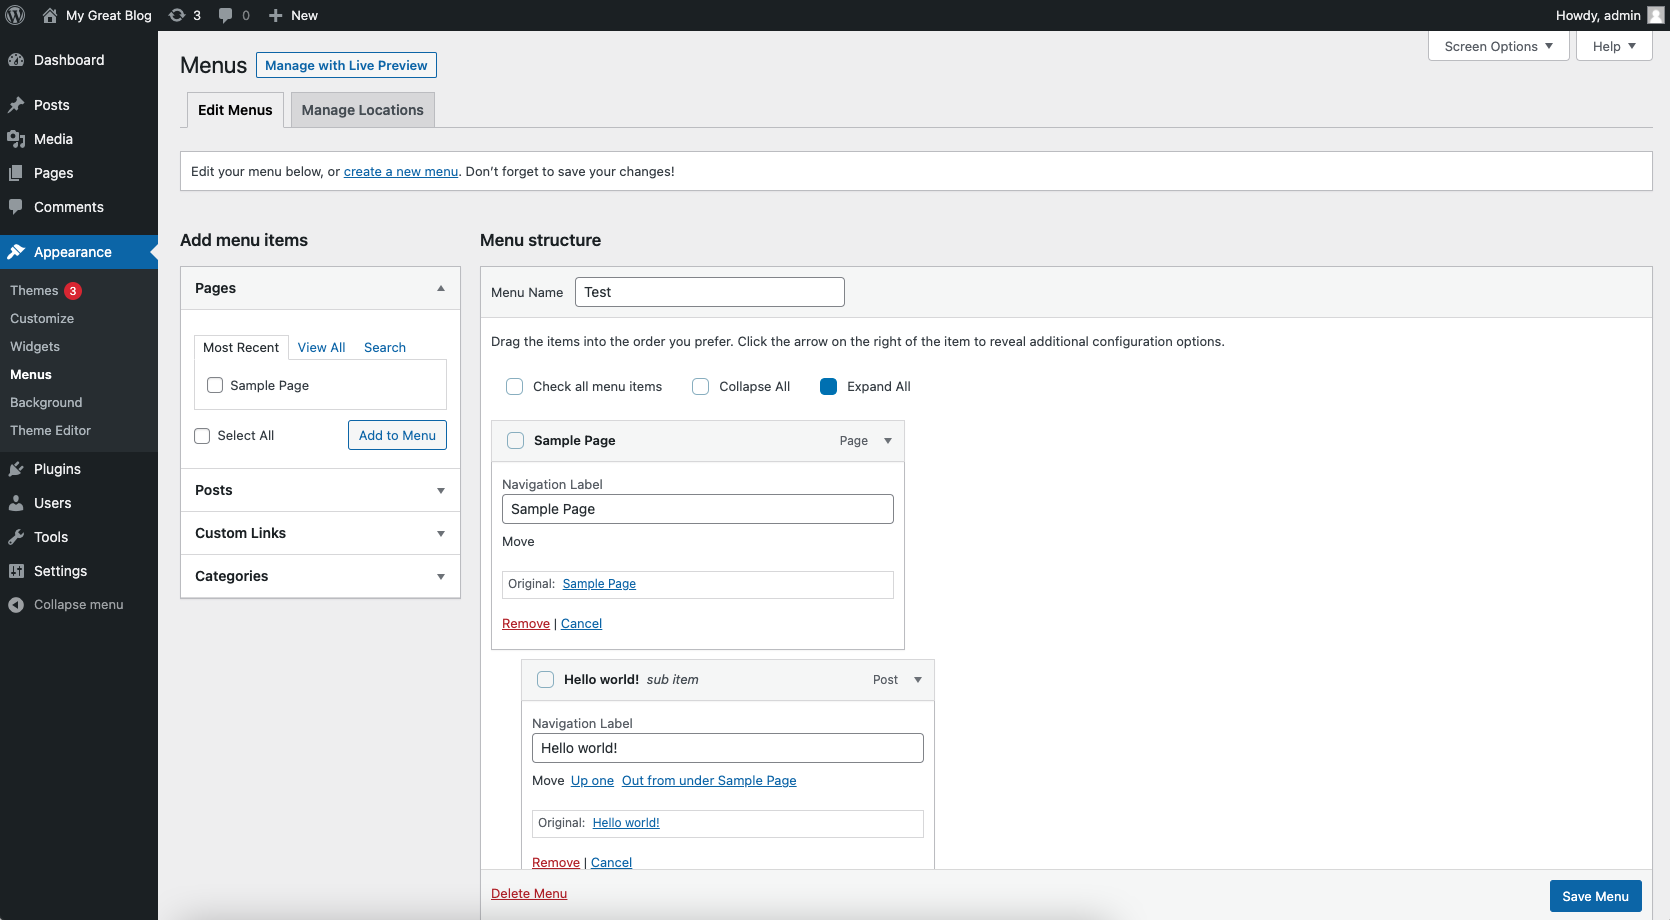 My Great Blog 3 0 New Howdy, admin
Screen Options Help
Dashboard
Posts
Media
Pages
Comments
Appearance
Themes 3
Customize
Widgets
Menus
Background
Theme Editor
Plugins
Users
Tools
Settings
Collapse menu
Menus Manage with Live Preview
Edit Menus Manage Locations
Edit your menu below, or create a new menu. Don’t forget to save your changes!
Add menu items
Pages
Most Recent View All Search
Sample Page
Select All Add to Menu
Posts
Custom Links
Categories
Menu structure
Menu Name Test
Drag the items into the order you prefer. Click the arrow on the right of the item to reveal additional configuration options.
Check all menu items Collapse All Expand All
Sample Page Page
Navigation Label
Sample Page
Move
Original: Sample Page
Remove | Cancel
Hello world! sub item Post
Navigation Label
Hello world!
Move Up one Out from under Sample Page
Original: Hello world!
Remove | Cancel
Delete Menu Save Menu